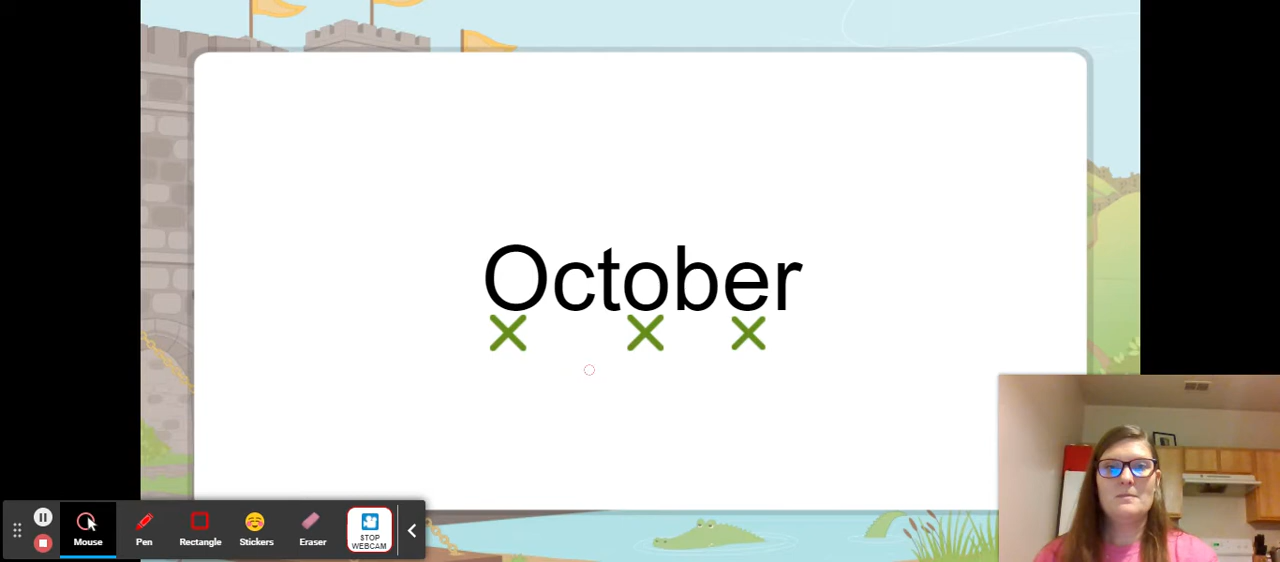 October
Mouse
Pen
Rectangle
Stickers
Eraser
STOP
WEBCAM